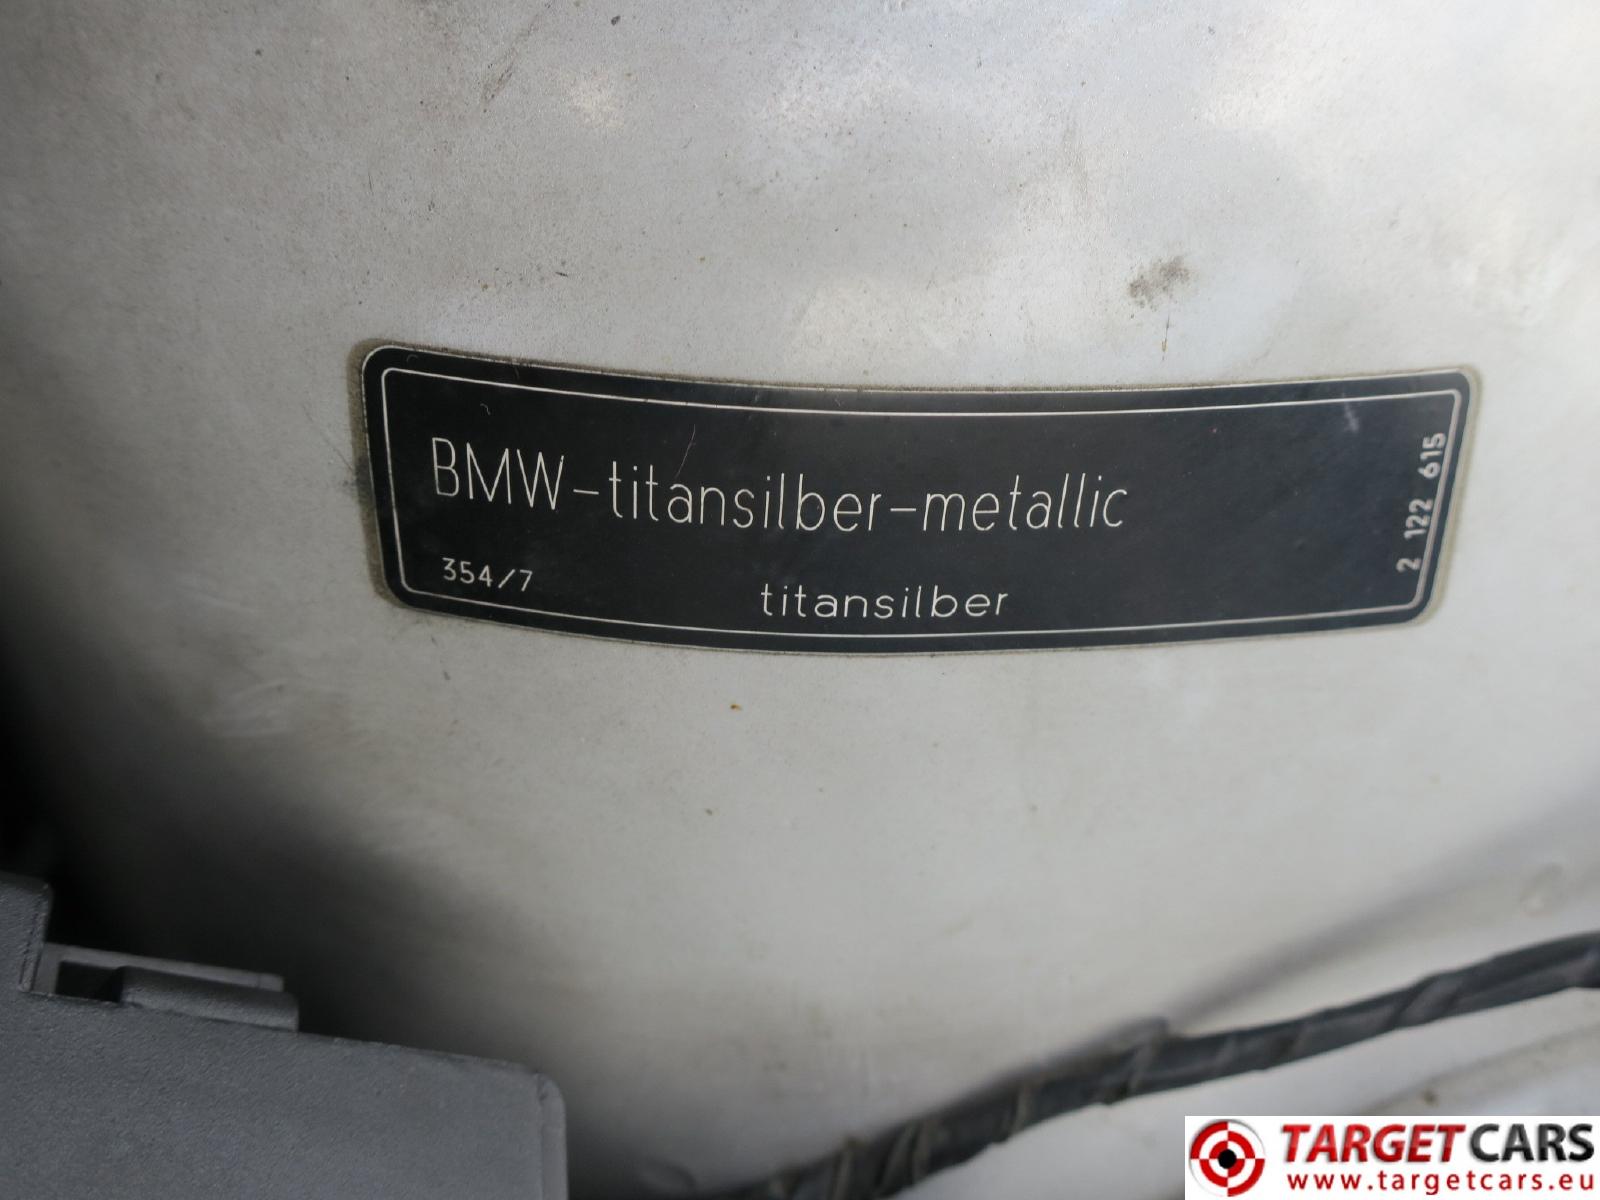 BMW-titansilber-metallic
354/7
titansilber
2 122 615
TARGET CARS
www.targetcars.eu